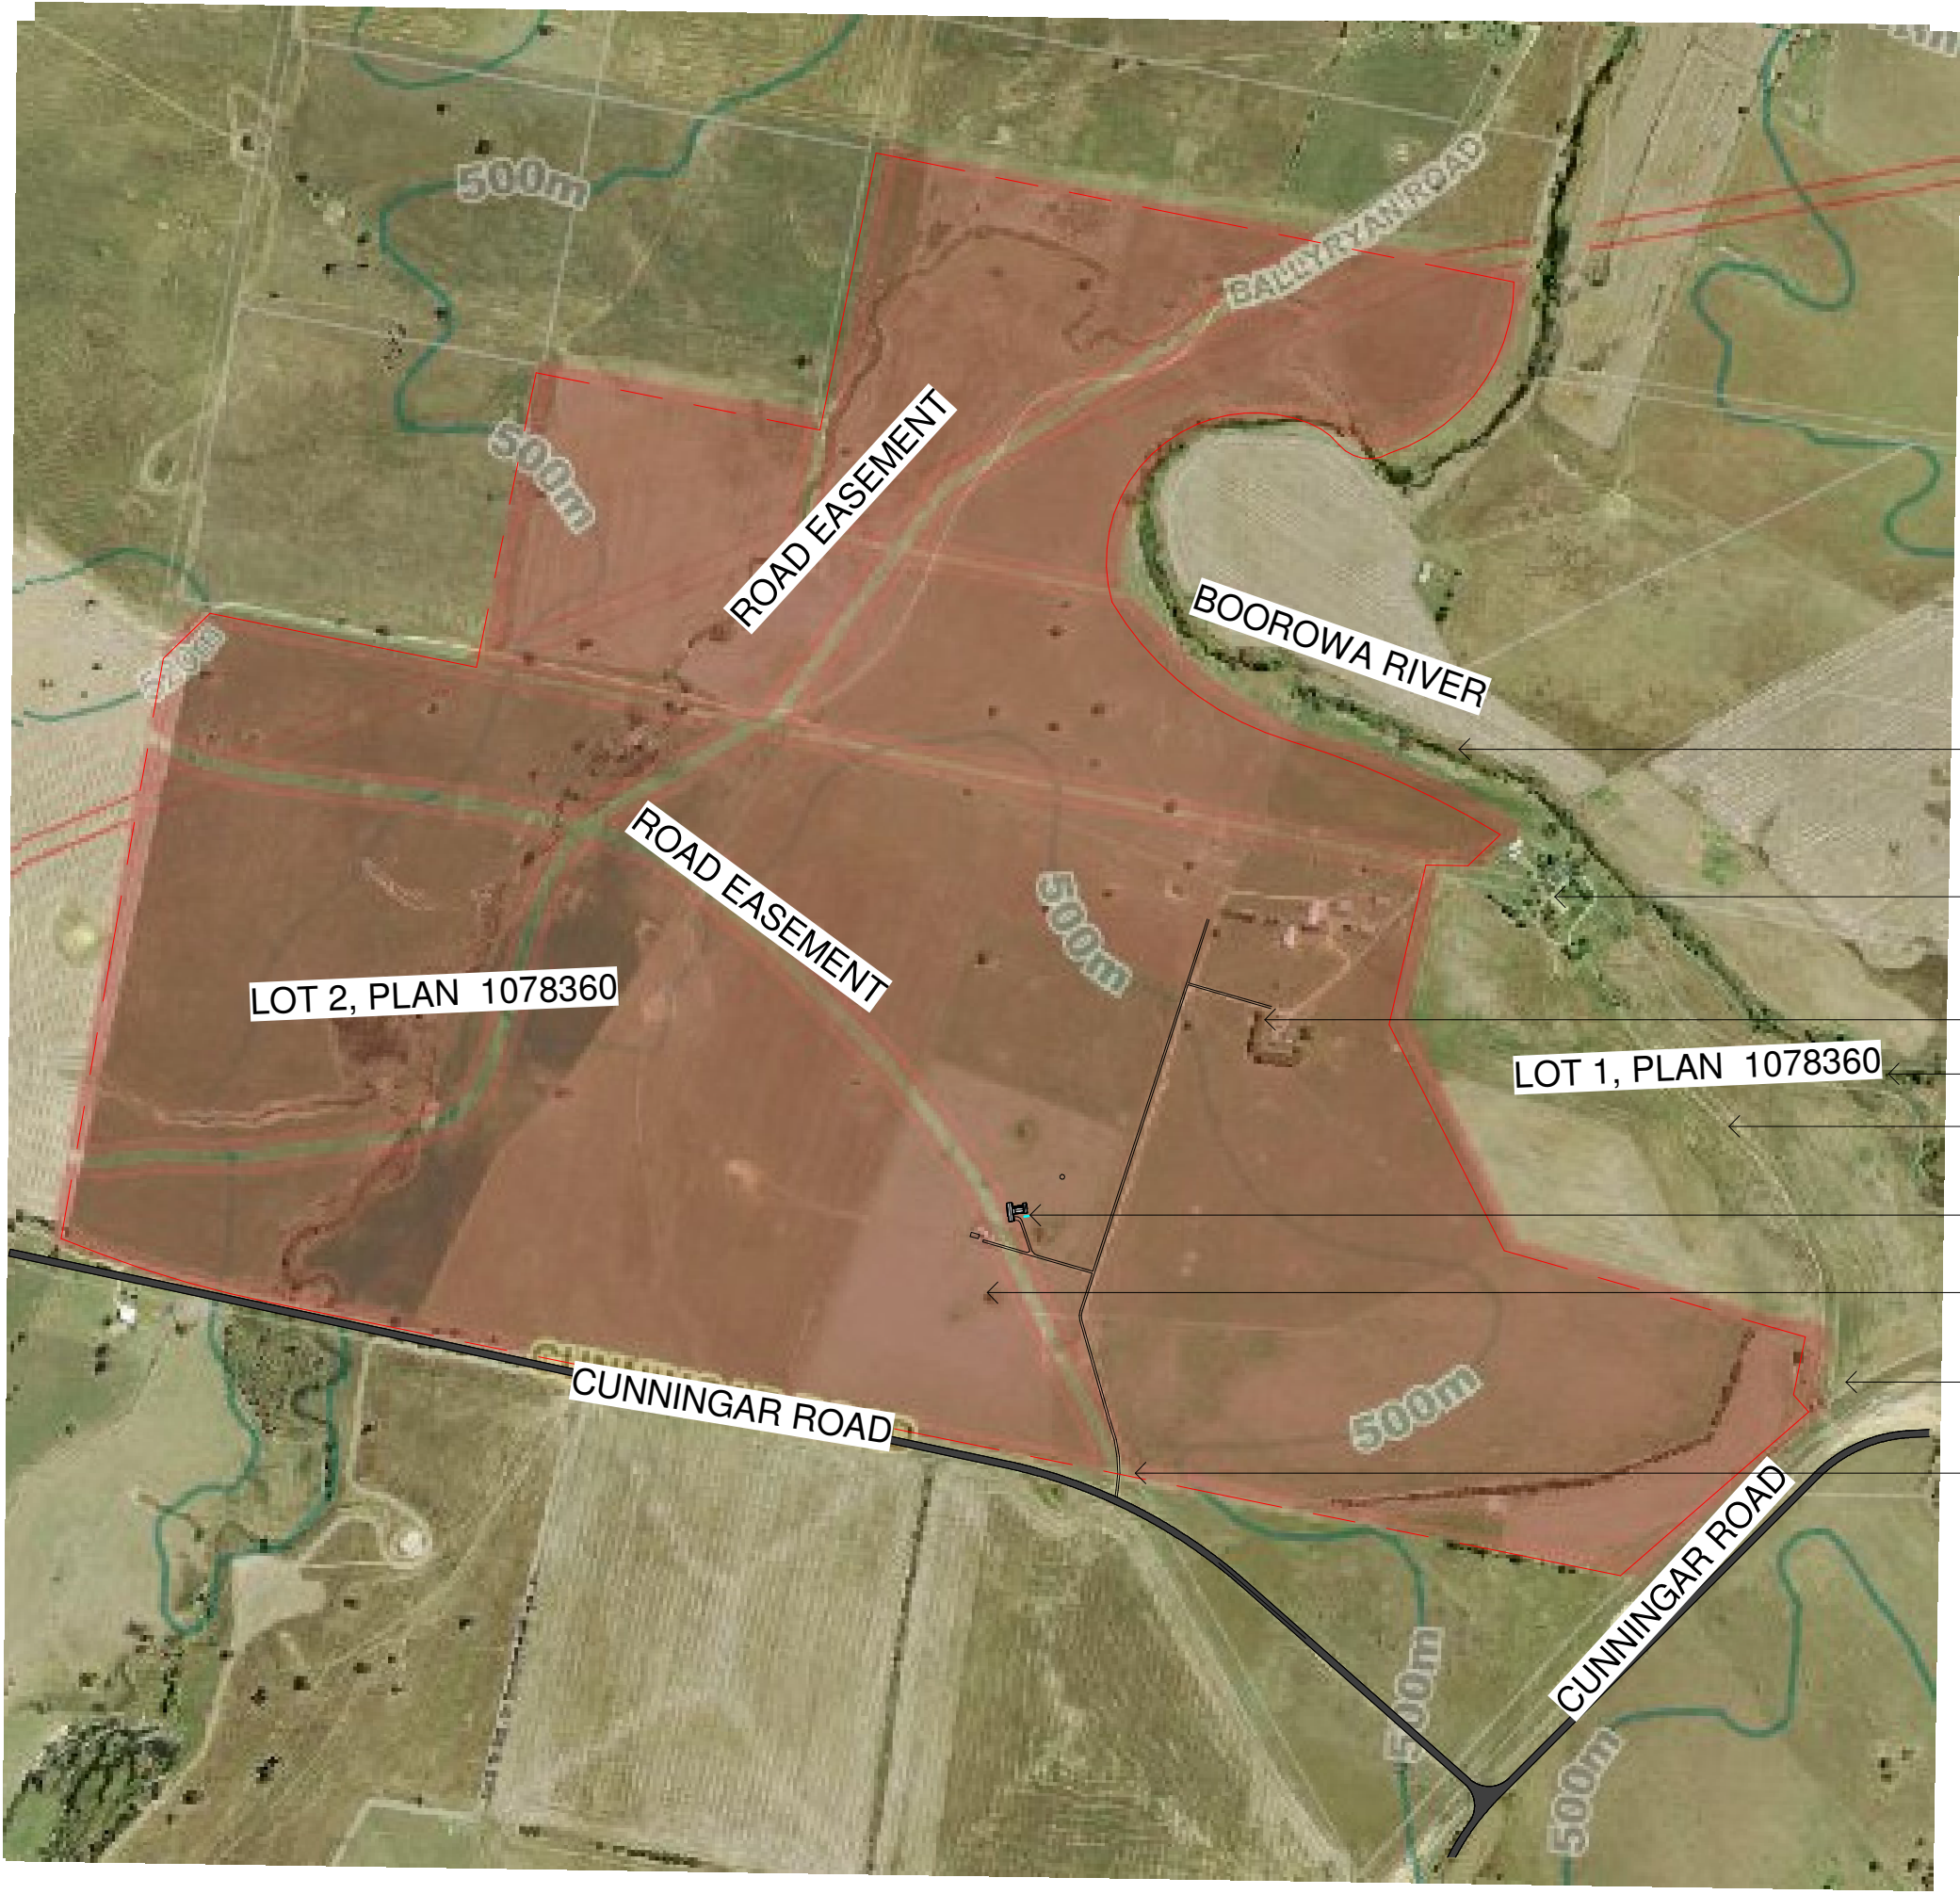 500m
BALLYRYAN ROAD
500m
ROAD EASEMENT
BOOROWA RIVER
520m
ROAD EASEMENT
500m
LOT 2, PLAN 1078360
LOT 1, PLAN 1078360
CUNNINGAR ROAD
500m
CUNNINGAR ROAD
500m
500m